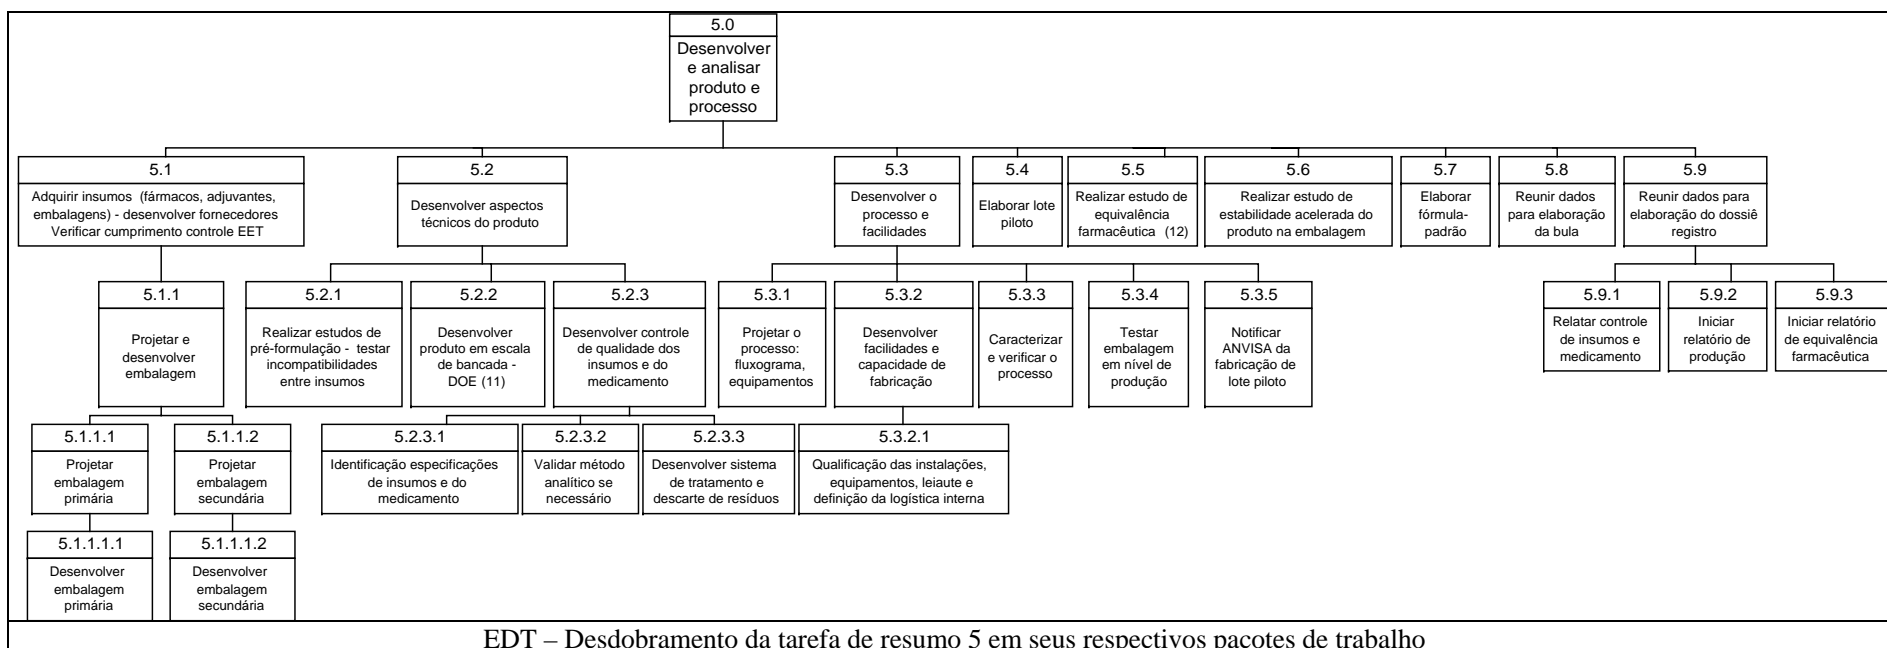 5.0
Desenvolver
e analisar
produto e
processo
5.1
Adquirir insumos (fármacos, adjuvantes,
embalagens) - desenvolver fornecedores
Verificar cumprimento controle EET
5.2
Desenvolver aspectos
técnicos do produto
5.3
Desenvolver o
processo e
facilidades
5.4
Elaborar lote
piloto
5.5
Realizar estudo de
equivalência
farmacêutica (12)
5.6
Realizar estudo de
estabilidade acelerada do
produto na embalagem
5.7
Elaborar
fórmula-
padrão
5.8
Reunir dados
para elaboração
da bula
5.9
Reunir dados para
elaboração do dossiê
registro
5.1.1
Projetar e
desenvolver
embalagem
5.2.1
Realizar estudos de
pré-formulação - testar
incompatibilidades
entre insumos
5.2.2
Desenvolver
produto em escala
de bancada -
DOE (11)
5.2.3
Desenvolver controle
de qualidade dos
insumos e do
medicamento
5.3.1
Projetar o
processo:
fluxograma,
equipamentos
5.3.2
Desenvolver
facilidades e
capacidade de
fabricação
5.3.3
Caracterizar
e verificar o
processo
5.3.4
Testar
embalagem
em nível de
produção
5.3.5
Notificar
ANVISA da
fabricação de
lote piloto
5.9.1
Relatar controle
de insumos e
medicamento
5.9.2
Iniciar
relatório de
produção
5.9.3
Iniciar relatório
de equivalência
farmacêutica
5.1.1.1
Projetar
embalagem
primária
5.1.1.2
Projetar
embalagem
secundária
5.2.3.1
Identificação especificações
de insumos e do
medicamento
5.2.3.2
Validar método
analítico se
necessário
5.2.3.3
Desenvolver sistema
de tratamento e
descarte de resíduos
5.3.2.1
Qualificação das instalações,
equipamentos, leiaute e
definição da logística interna
5.1.1.1.1
Desenvolver
embalagem
primária
5.1.1.1.2
Desenvolver
embalagem
secundária
EDT – Desdobramento da tarefa de resumo 5 em seus respectivos pacotes de trabalho